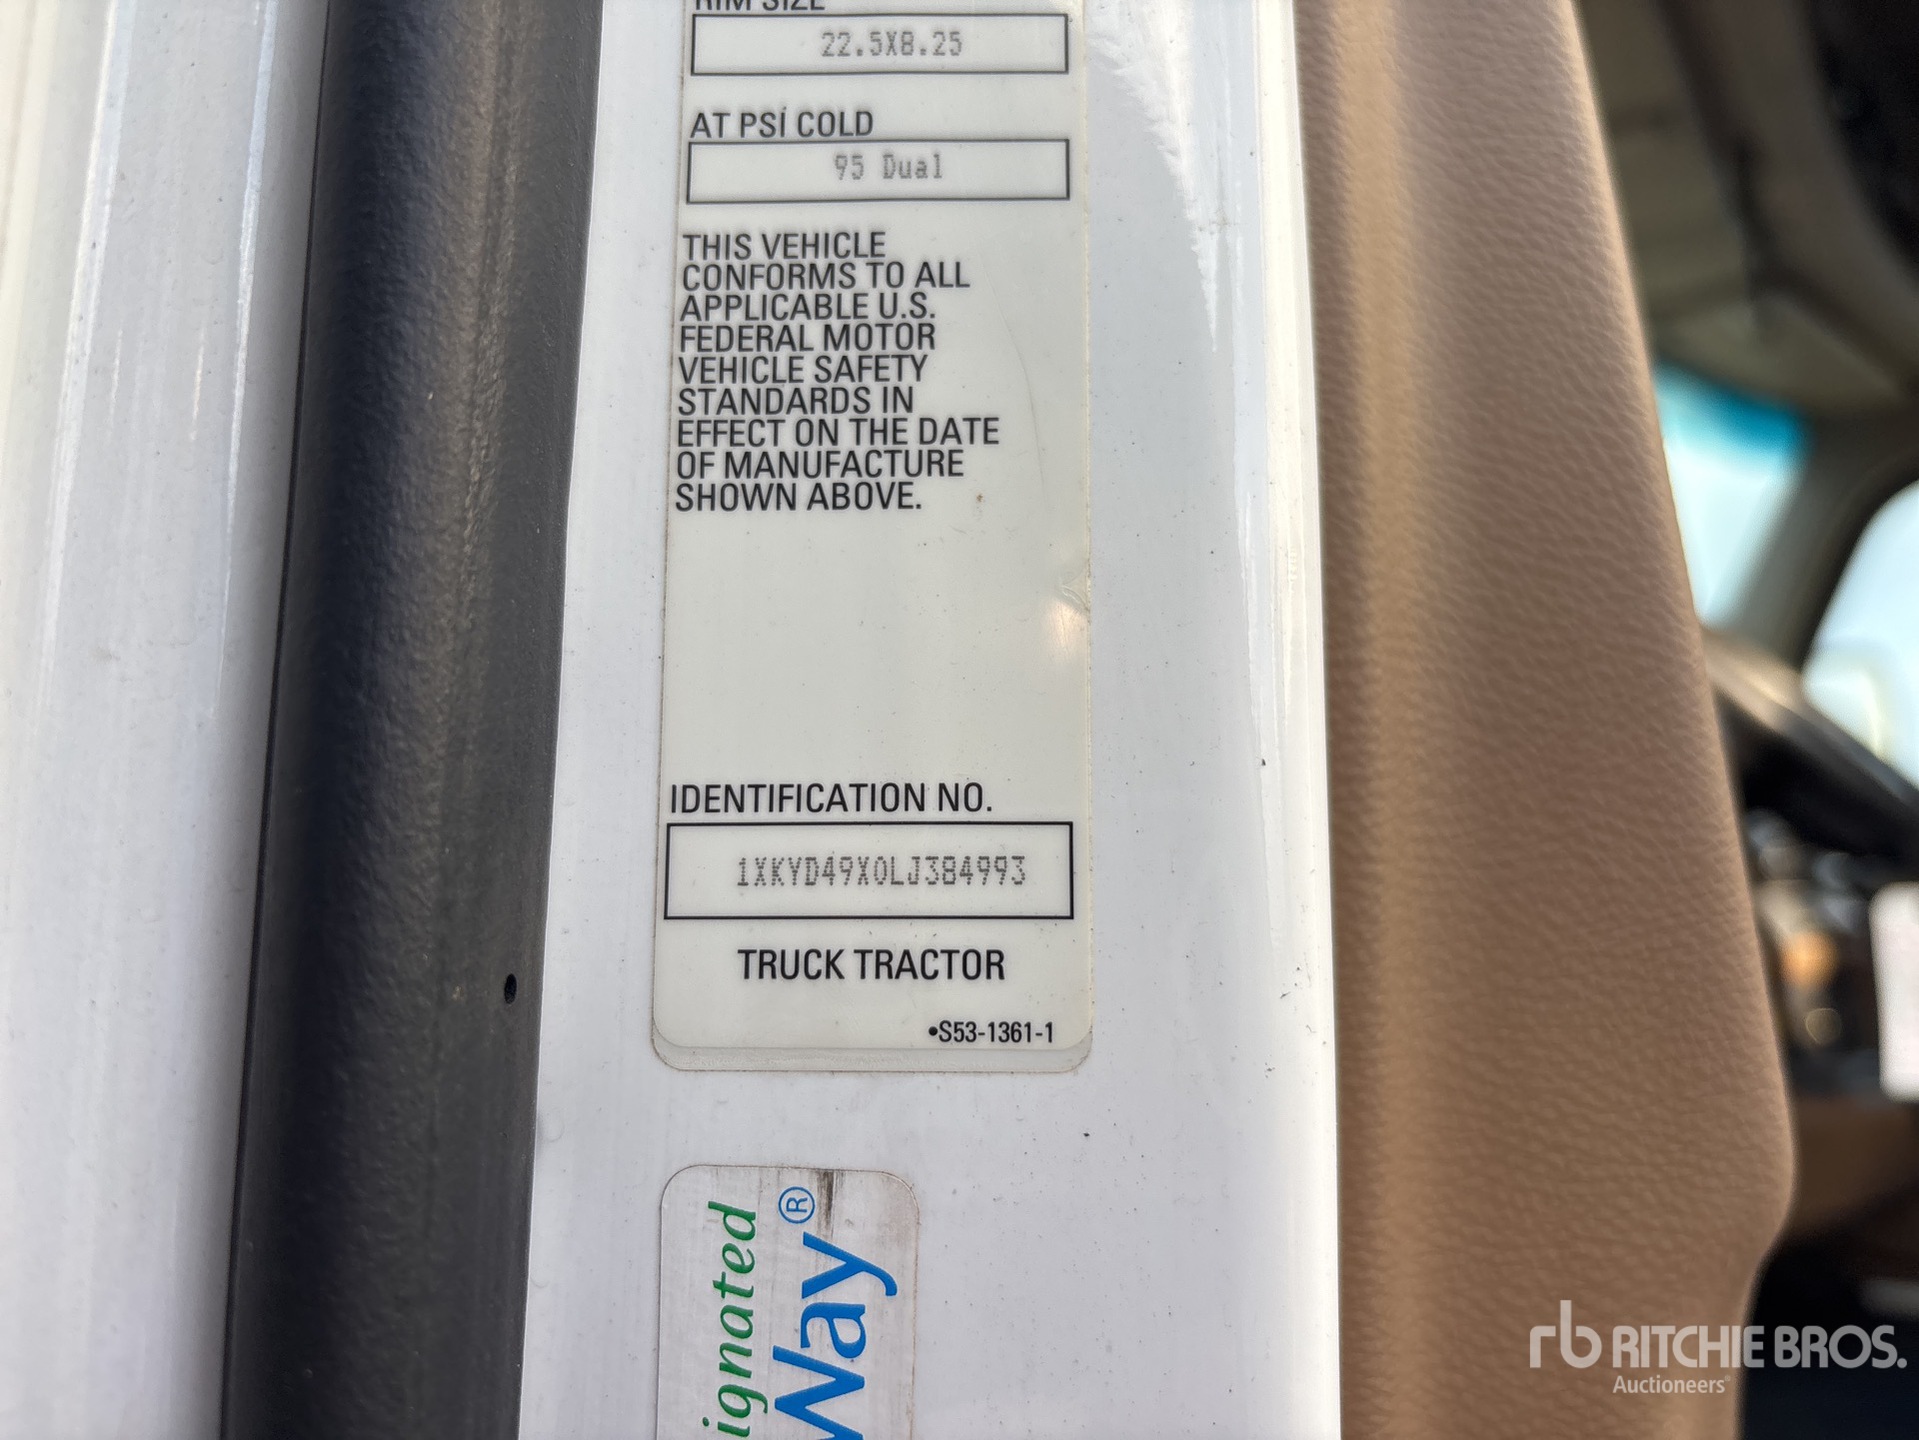 RIM SIZE
22.5X8.25
AT PSI COLD
95 Dual
THIS VEHICLE
CONFORMS TO ALL
APPLICABLE U.S.
FEDERAL MOTOR
VEHICLE SAFETY
STANDARDS IN
EFFECT ON THE DATE
OF MANUFACTURE
SHOWN ABOVE.
IDENTIFICATION NO.
1XKYD49X0LJ384993
TRUCK TRACTOR
•S53-1361-1
ignated
Way®
rb RITCHIE BROS.
Auctioneers